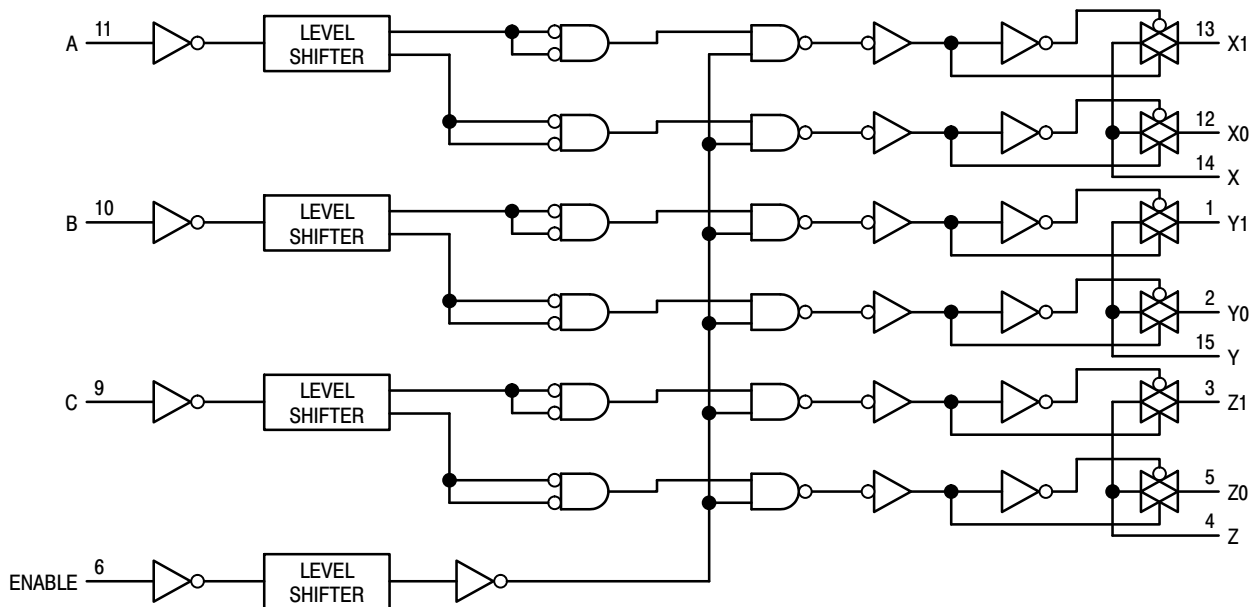 A 11 LEVEL SHIFTER 13 X1
12 X0
14 X
B 10 LEVEL SHIFTER 1 Y1
2 Y0
15 Y
C 9 LEVEL SHIFTER 3 Z1
5 Z0
4 Z
ENABLE 6 LEVEL SHIFTER